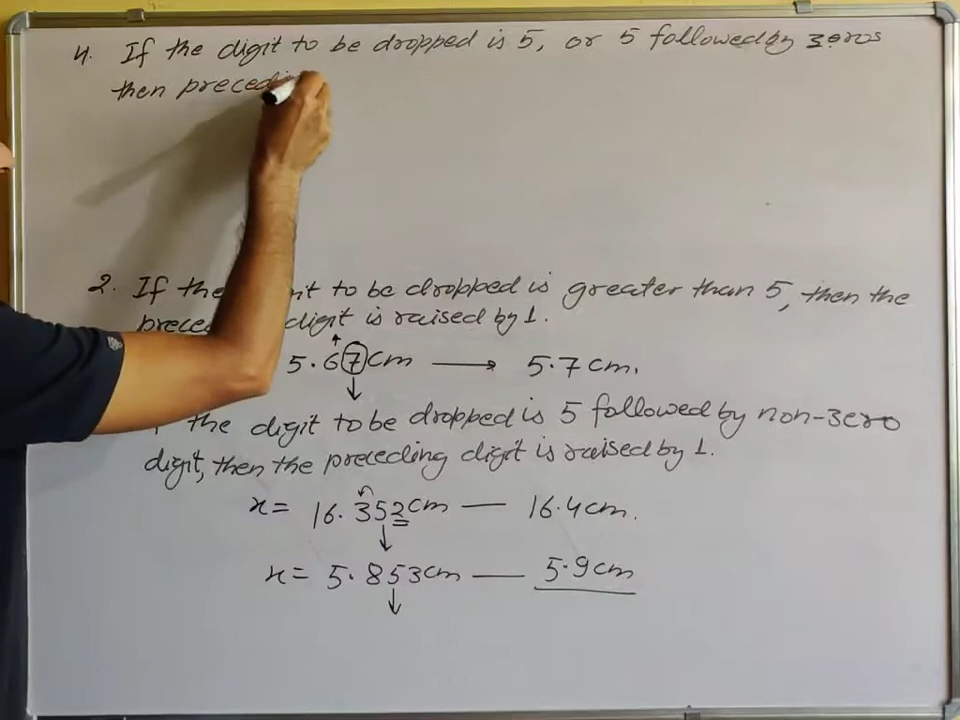 4. If the digit to be dropped is 5, or 5 followed by zeros
then preced
2. If the to be dropped is greater than 5, then the
digit is raised by 1.
5.67cm → 5.7cm.
the digit to be dropped is 5 followed by non-zero
digit, then the preceding digit is raised by 1.
x = 16.352cm — 16.4cm.
x = 5.853cm — 5.9cm